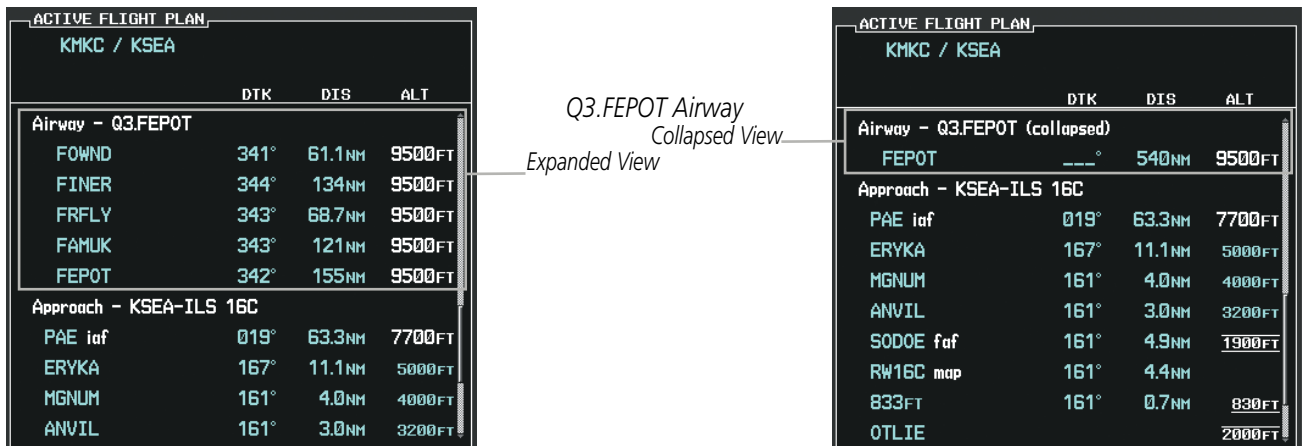 ACTIVE FLIGHT PLAN
KMKC / KSEA
DTK DIS ALT
Airway - Q3.FEPOT
FOWND 341° 61.1NM 9500FT
FINER 344° 134NM 9500FT
FRFLY 343° 68.7NM 9500FT
FAMUK 343° 121NM 9500FT
FEPOT 342° 155NM 9500FT
Approach - KSEA-ILS 16C
PAE iaf 019° 63.3NM 7700FT
ERYKA 167° 11.1NM 5000FT
MGNUM 161° 4.0NM 4000FT
ANVIL 161° 3.0NM 3200FT
Q3.FEPOT Airway
Collapsed View
Expanded View
ACTIVE FLIGHT PLAN
KMKC / KSEA
DTK DIS ALT
Airway - Q3.FEPOT (collapsed)
FEPOT ___° 540NM 9500FT
Approach - KSEA-ILS 16C
PAE iaf 019° 63.3NM 7700FT
ERYKA 167° 11.1NM 5000FT
MGNUM 161° 4.0NM 4000FT
ANVIL 161° 3.0NM 3200FT
SODOE faf 161° 4.9NM 1900FT
RW16C map 161° 4.4NM
833FT 161° 0.7NM 830FT
OTLIE 2000FT